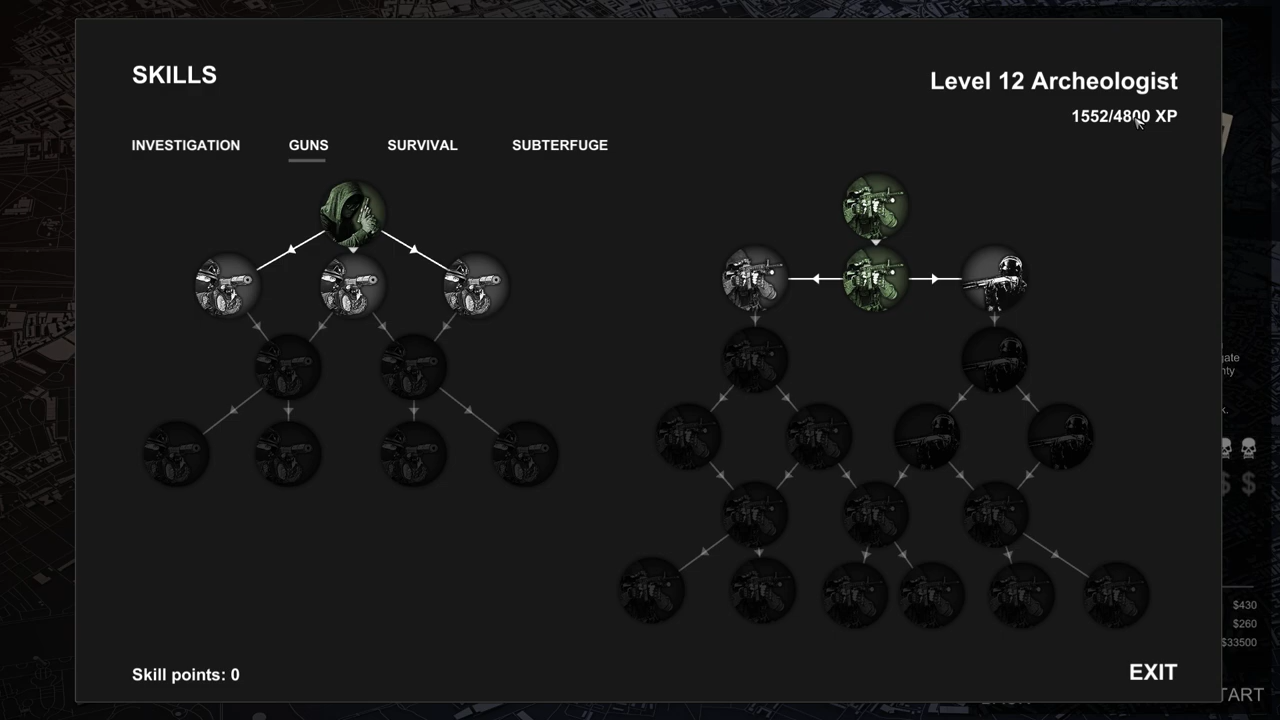 SKILLS
Level 12 Archeologist
1552/4800 XP
INVESTIGATION
GUNS
SURVIVAL
SUBTERFUGE
$430
$260
$33500
Skill points: 0
EXIT